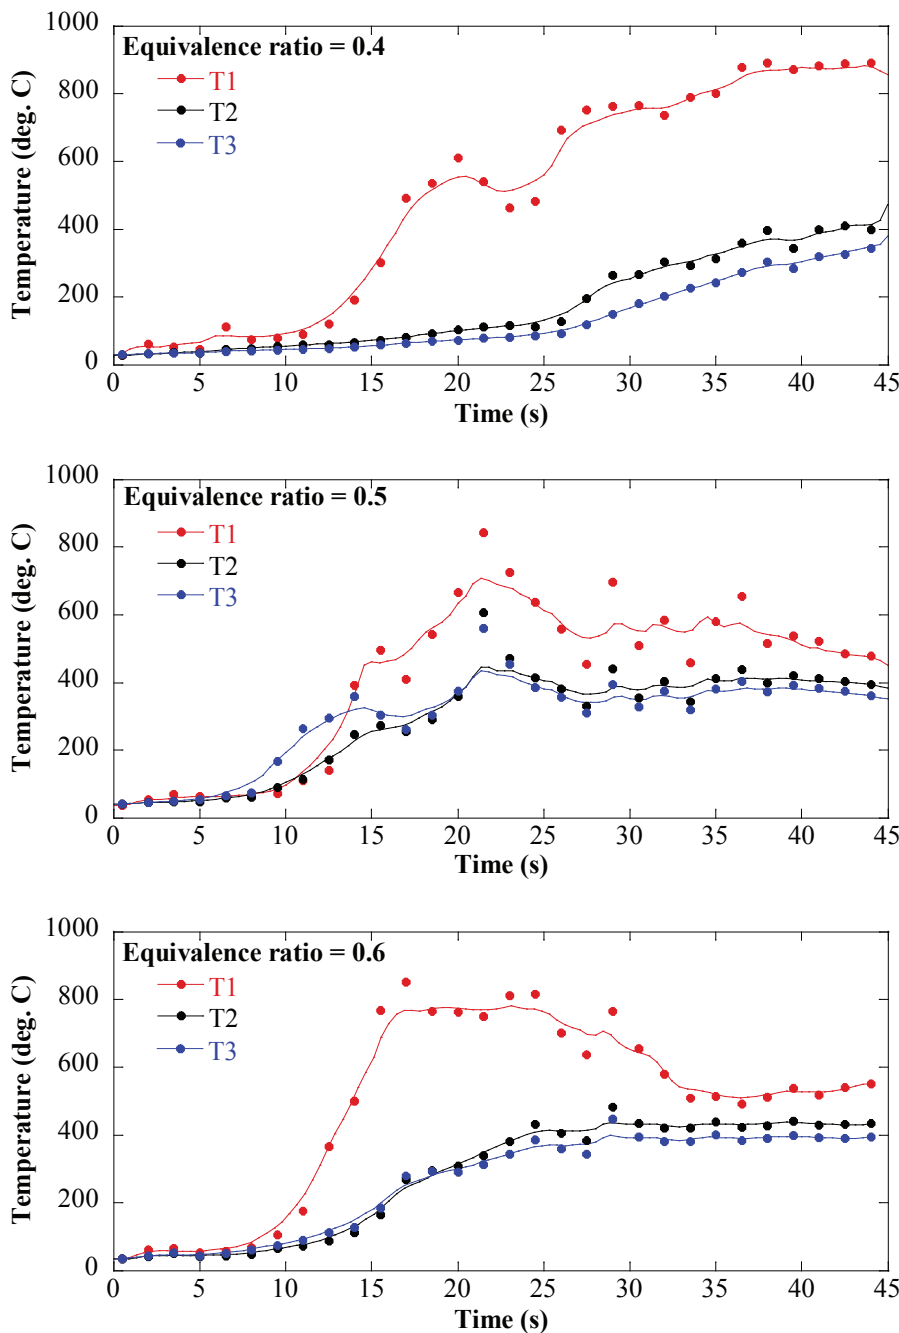 1000
Equivalence ratio = 0.4
T1
800
T2
T3
600
400
200
0
Temperature (deg. C)
0 5 10 15 20 25 30 35 40 45
Time (s)
1000
Equivalence ratio = 0.5
T1
800
T2
T3
600
400
200
0
Temperature (deg. C)
0 5 10 15 20 25 30 35 40 45
Time (s)
1000
Equivalence ratio = 0.6
T1
800
T2
T3
600
400
200
0
Temperature (deg. C)
0 5 10 15 20 25 30 35 40 45
Time (s)